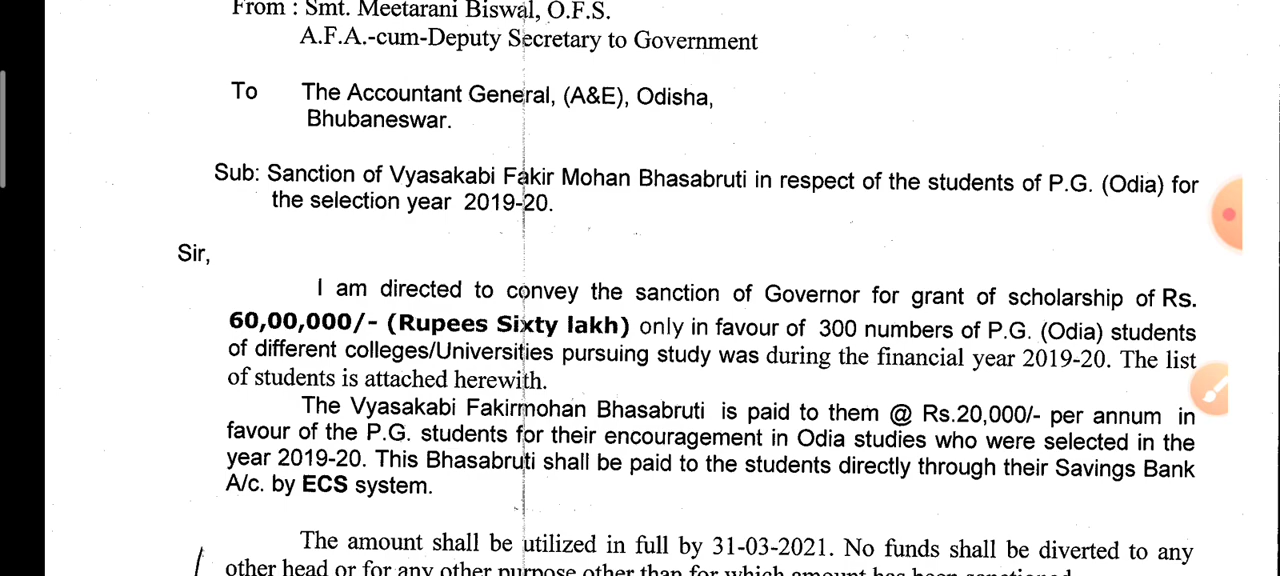 From : Smt. Meetarani Biswal, O.F.S.
A.F.A.-cum-Deputy Secretary to Government
To The Accountant General, (A&E), Odisha,
Bhubaneswar.
Sub: Sanction of Vyasakabi Fakir Mohan Bhasabruti in respect of the students of P.G. (Odia) for
the selection year 2019-20.
Sir,
I am directed to convey the sanction of Governor for grant of scholarship of Rs.
60,00,000/- (Rupees Sixty lakh) only in favour of 300 numbers of P.G. (Odia) students
of different colleges/Universities pursuing study was during the financial year 2019-20. The list
of students is attached herewith.
The Vyasakabi Fakirmohan Bhasabruti is paid to them @ Rs.20,000/- per annum in
favour of the P.G. students for their encouragement in Odia studies who were selected in the
year 2019-20. This Bhasabruti shall be paid to the students directly through their Savings Bank
A/c. by ECS system.
The amount shall be utilized in full by 31-03-2021. No funds shall be diverted to any
other head or for any other purpose other than for which amount has been sanctioned